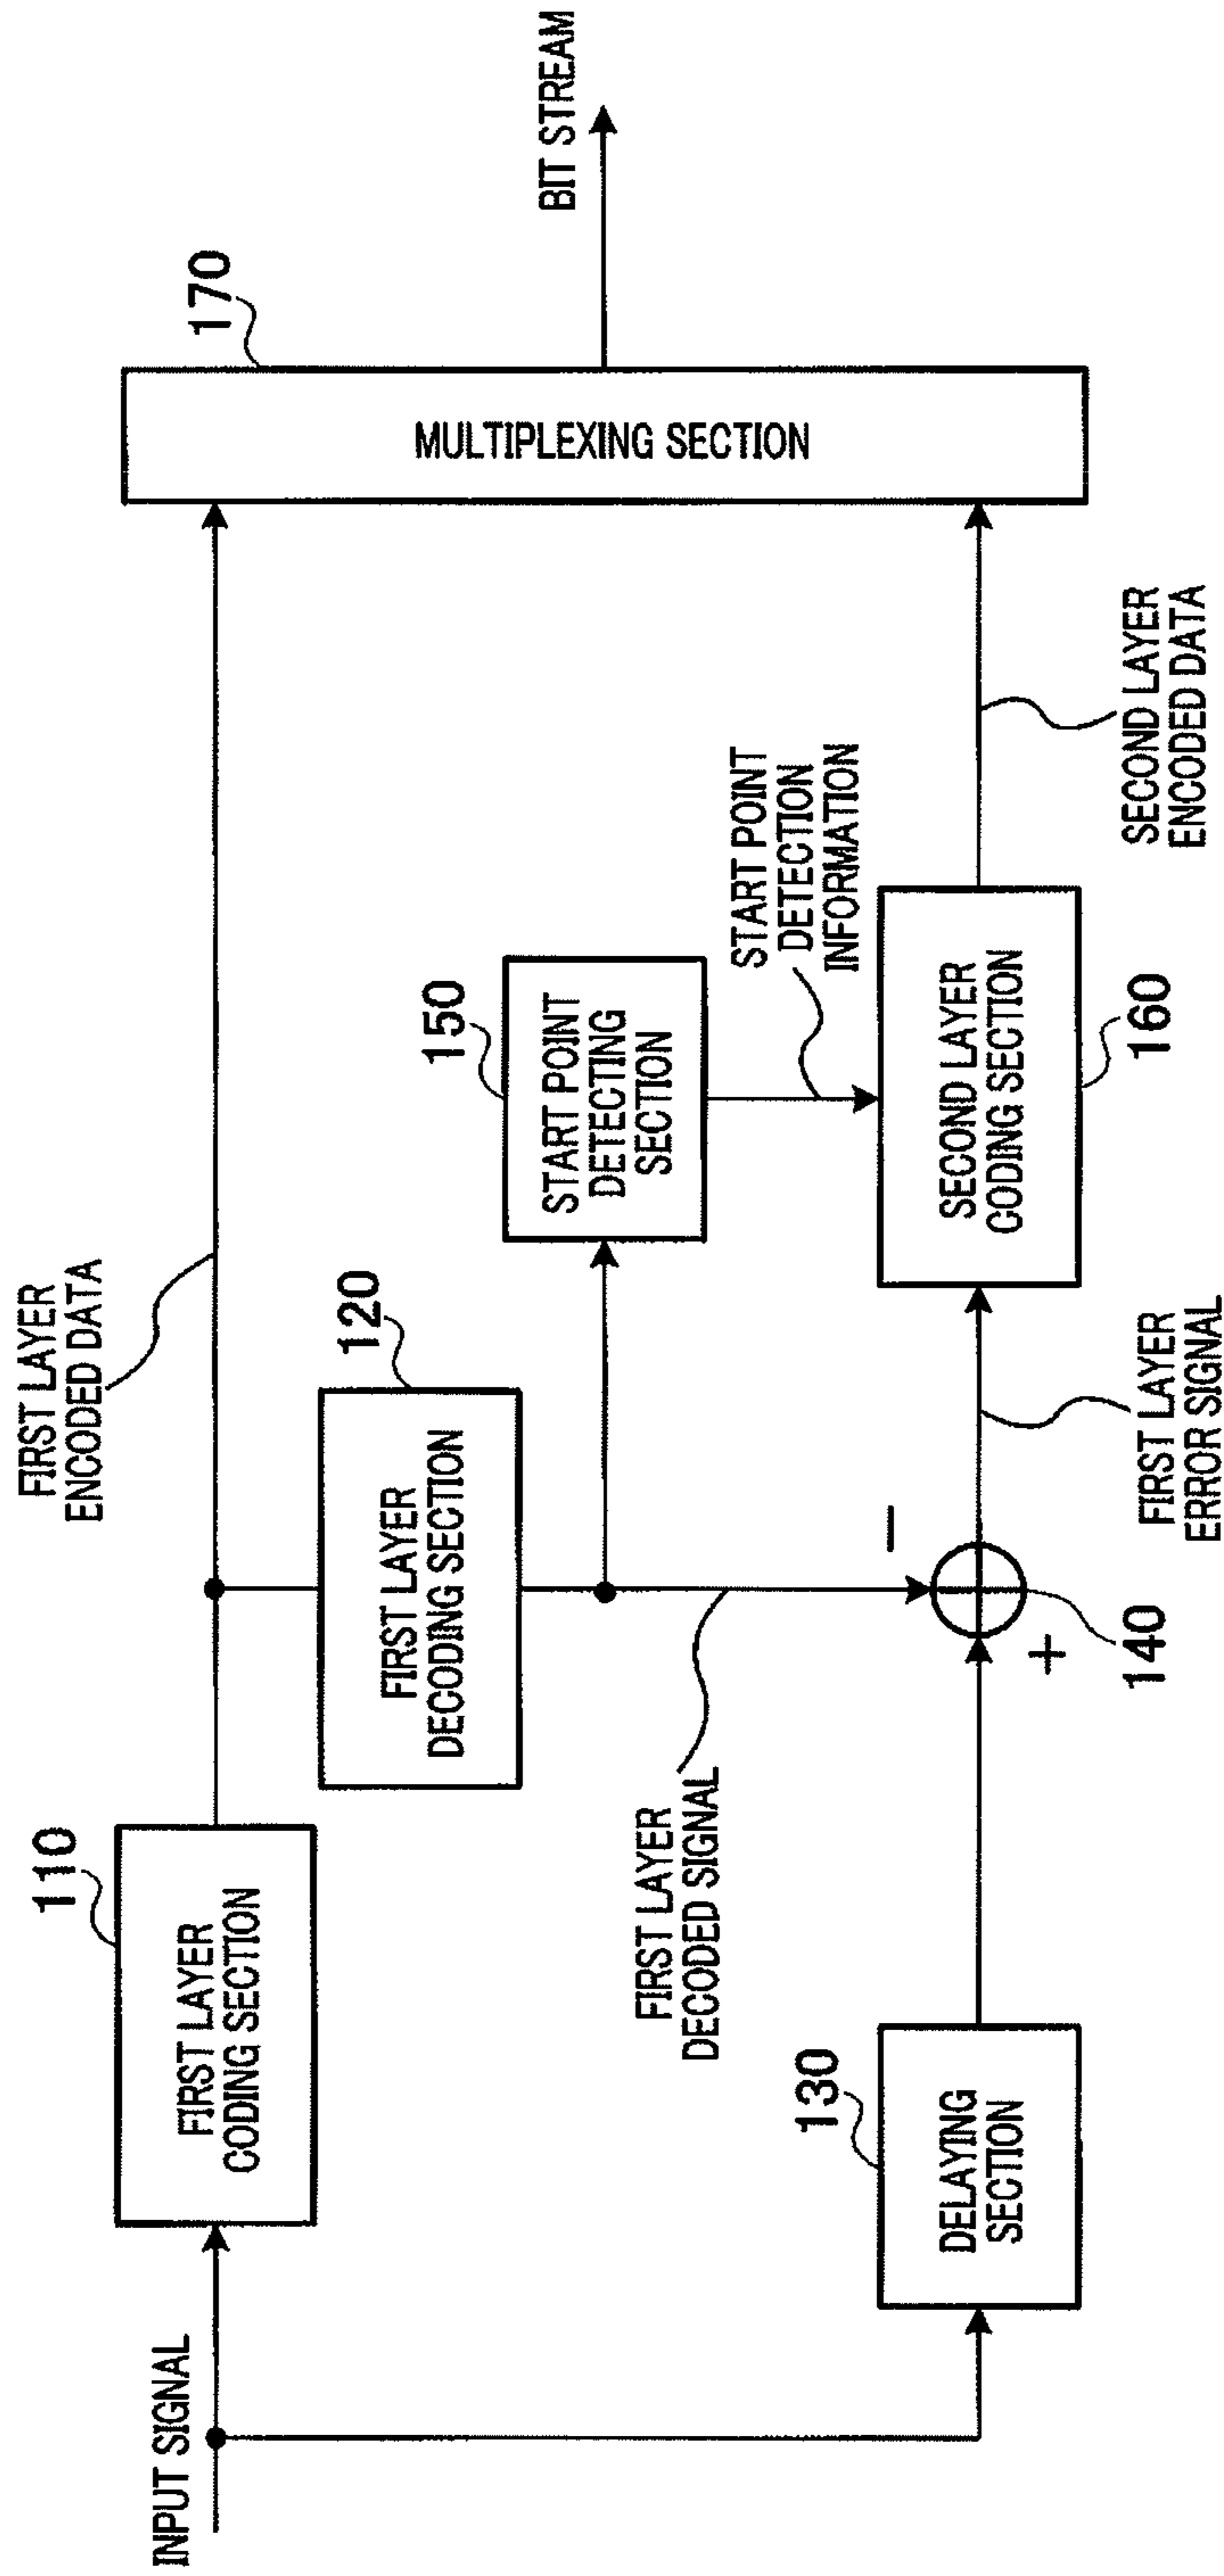 INPUT SIGNAL
110
FIRST LAYER
CODING SECTION
FIRST LAYER
ENCODED DATA
120
FIRST LAYER
DECODING SECTION
FIRST LAYER
DECODED SIGNAL
130
DELAYING
SECTION
+
−
140
FIRST LAYER
ERROR SIGNAL
150
START POINT
DETECTING
SECTION
START POINT
DETECTION
INFORMATION
SECOND LAYER
CODING SECTION
160
SECOND LAYER
ENCODED DATA
170
MULTIPLEXING SECTION
BIT STREAM